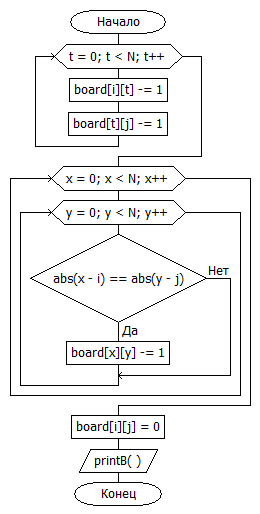 Начало
t = 0; t < N; t++
board[i][t] -= 1
board[t][j] -= 1
x = 0; x < N; x++
y = 0; y < N; y++
abs(x - i) == abs(y - j)
Нет
Да
board[x][y] -= 1
board[i][j] = 0
printB( )
Конец